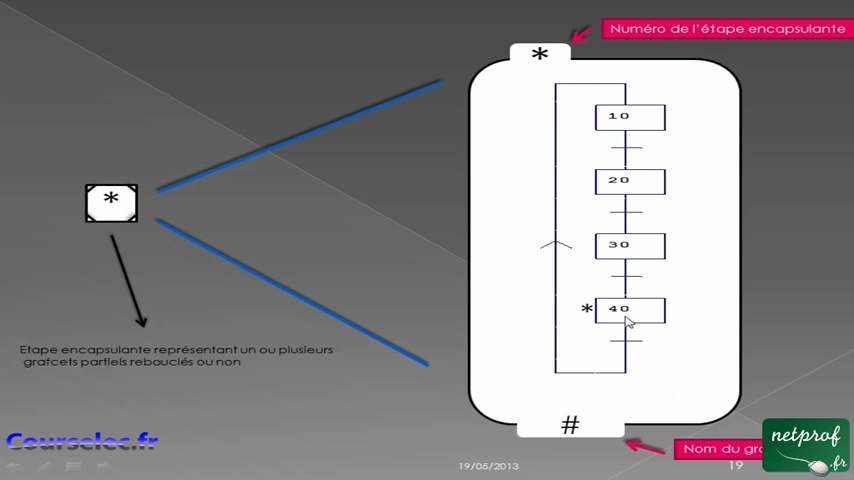 Numéro de l'étape encapsulante
*
10
20
*
30
* 40
Etape encapsulante représentant un ou plusieurs
grafcets partiels rebouclés ou non
#
Courselec.fr
Nom du
19/05/2013
19
netprof
.fr